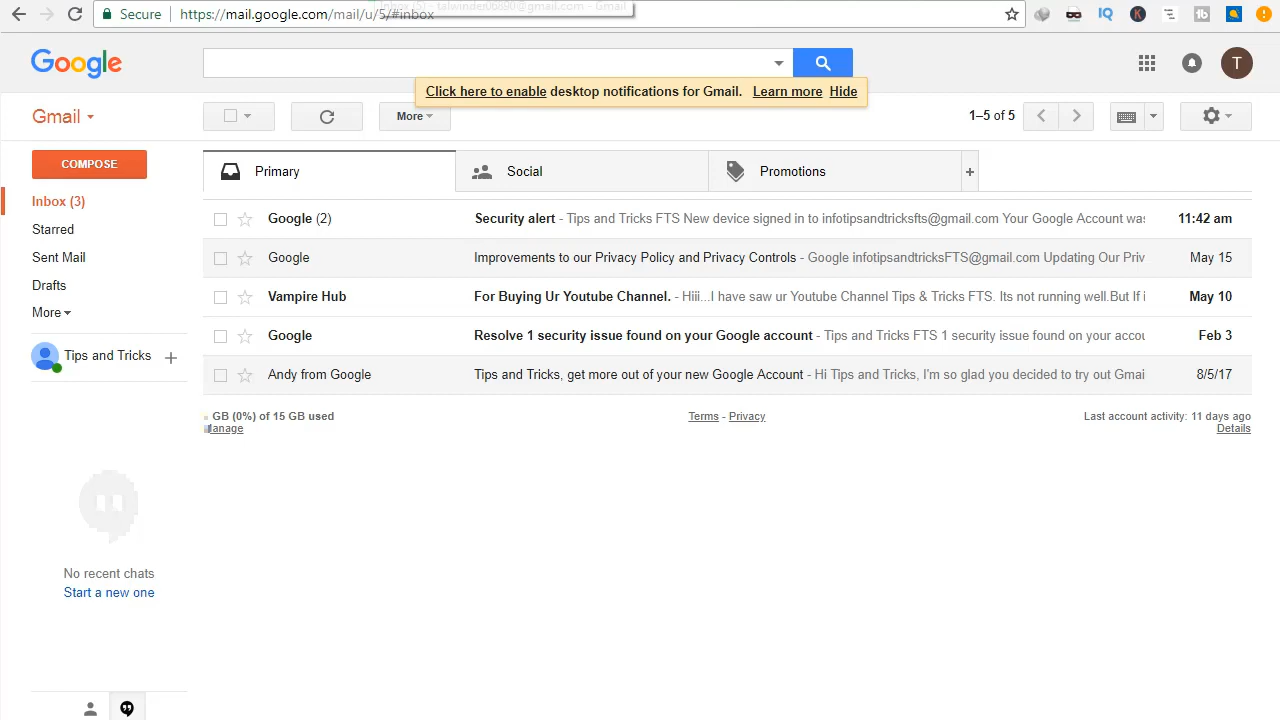 Inbox (5) - talwinder06890@gmail.com - Gmail
Secure https://mail.google.com/mail/u/5/#inbox
Google
Click here to enable desktop notifications for Gmail. Learn more Hide
T
Gmail
More
1–5 of 5
COMPOSE
Inbox (3)
Starred
Sent Mail
Drafts
More
Tips and Tricks
Primary
Social
Promotions
+
Google (2) Security alert - Tips and Tricks FTS New device signed in to infotipsandtricksfts@gmail.com Your Google Account was 11:42 am
Google Improvements to our Privacy Policy and Privacy Controls - Google infotipsandtricksFTS@gmail.com Updating Our Priv May 15
Vampire Hub For Buying Ur Youtube Channel. - Hiii...I have saw ur Youtube Channel Tips & Tricks FTS. Its not running well.But If i May 10
Google Resolve 1 security issue found on your Google account - Tips and Tricks FTS 1 security issue found on your accou Feb 3
Andy from Google Tips and Tricks, get more out of your new Google Account - Hi Tips and Tricks, I'm so glad you decided to try out Gmai 8/5/17
GB (0%) of 15 GB used
Manage
Terms - Privacy
Last account activity: 11 days ago
Details
No recent chats
Start a new one